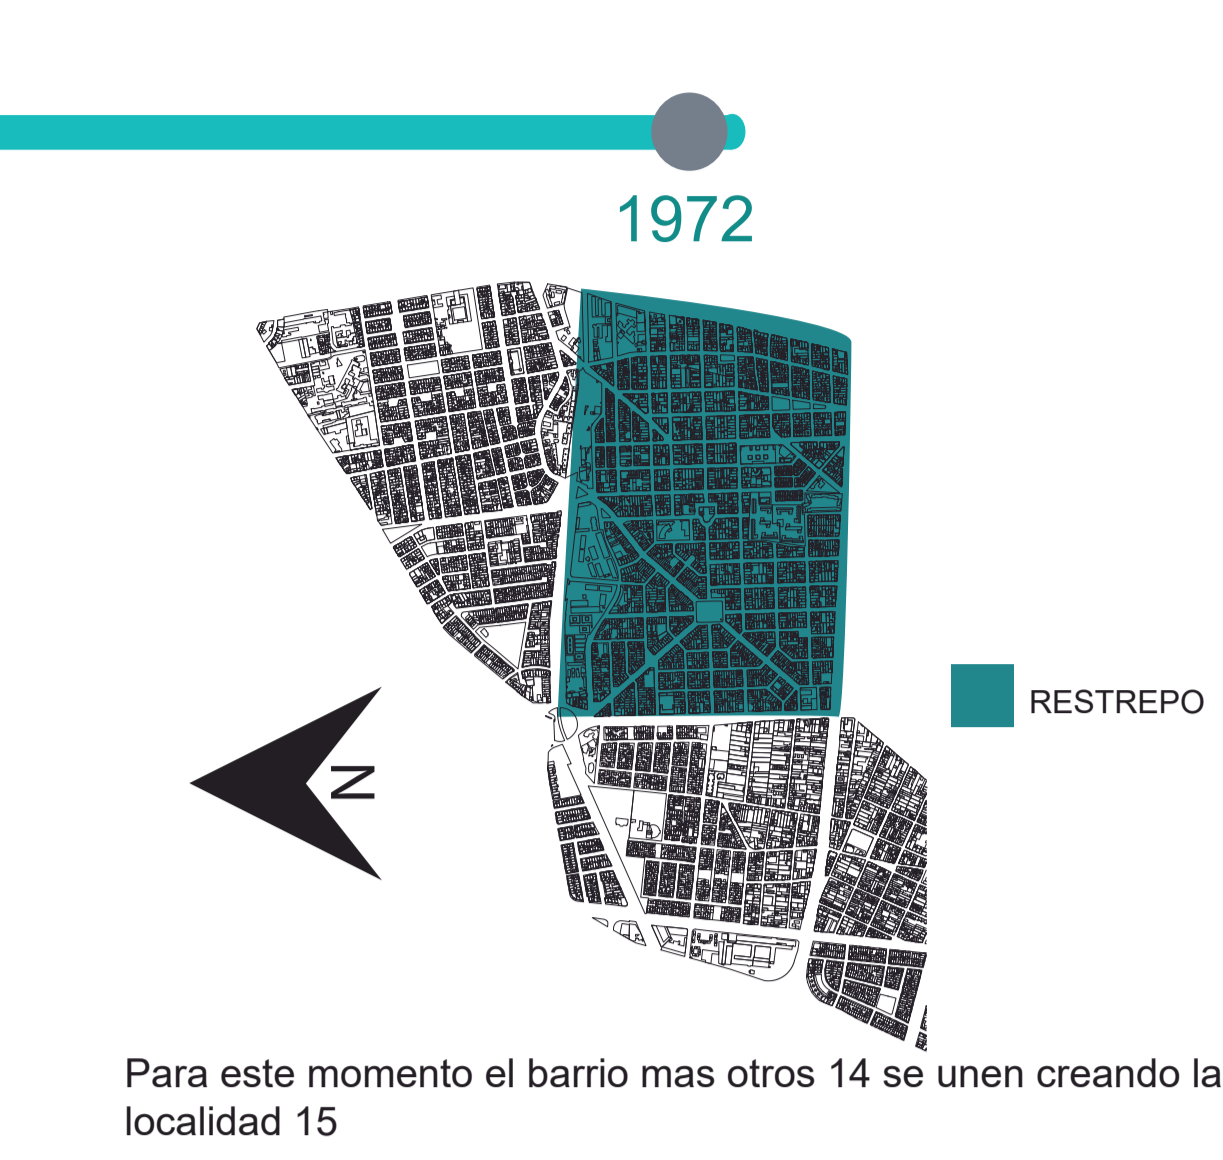 1972
RESTREPO
N
Para este momento el barrio mas otros 14 se unen creando la
localidad 15